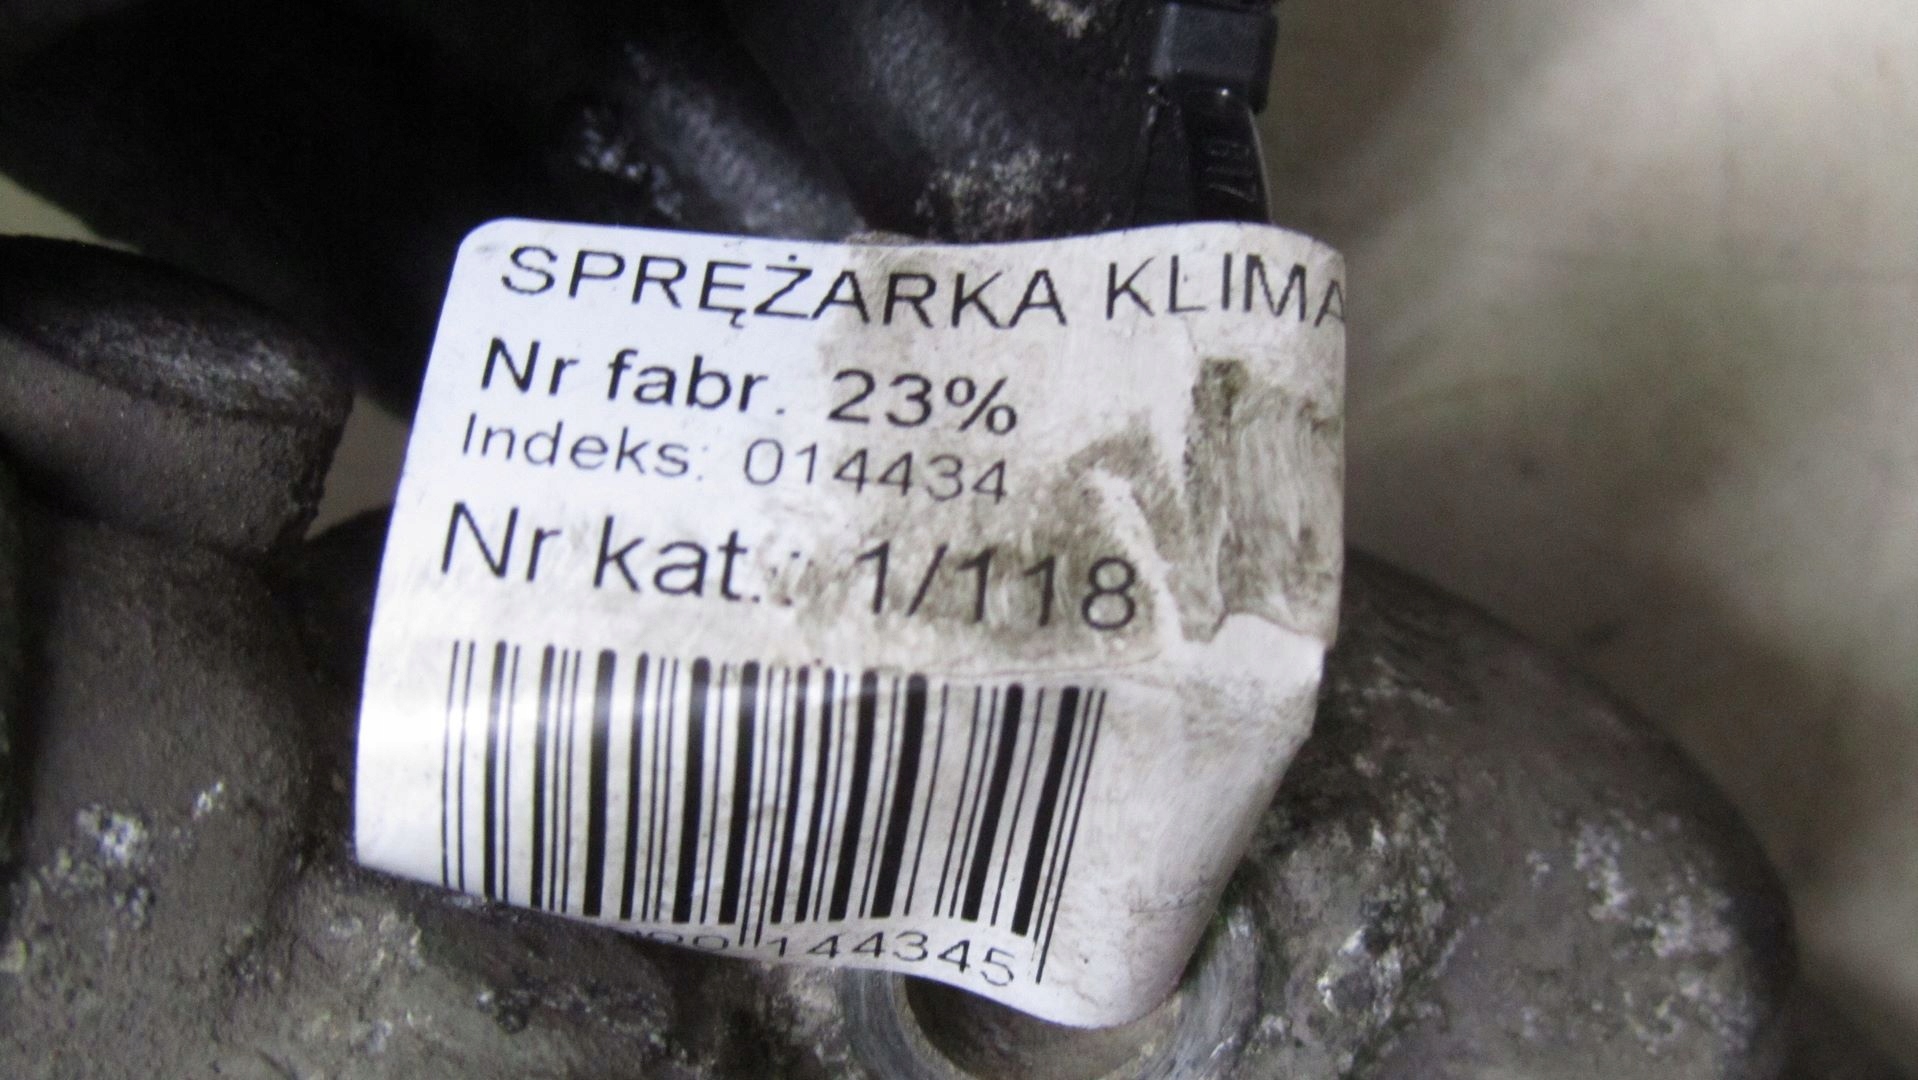 SPRĘŻARKA KLIMA
Nr fabr. 23%
Indeks: 014434
Nr kat.: 1/118
144345